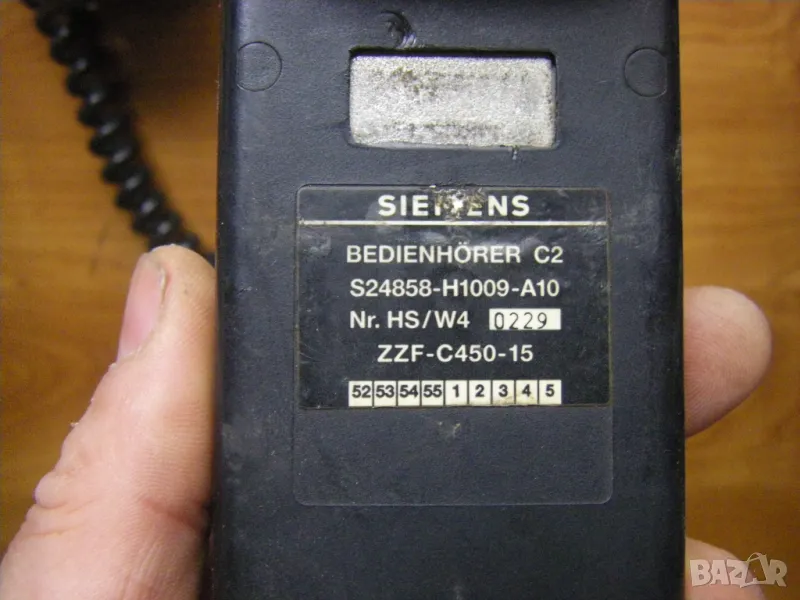 SIEMENS
BEDIENHÖRER C2
S24858-H1009-A10
Nr. HS/W4 0229
ZZF-C450-15
52 53 54 55 1 2 3 4 5
BAZAR